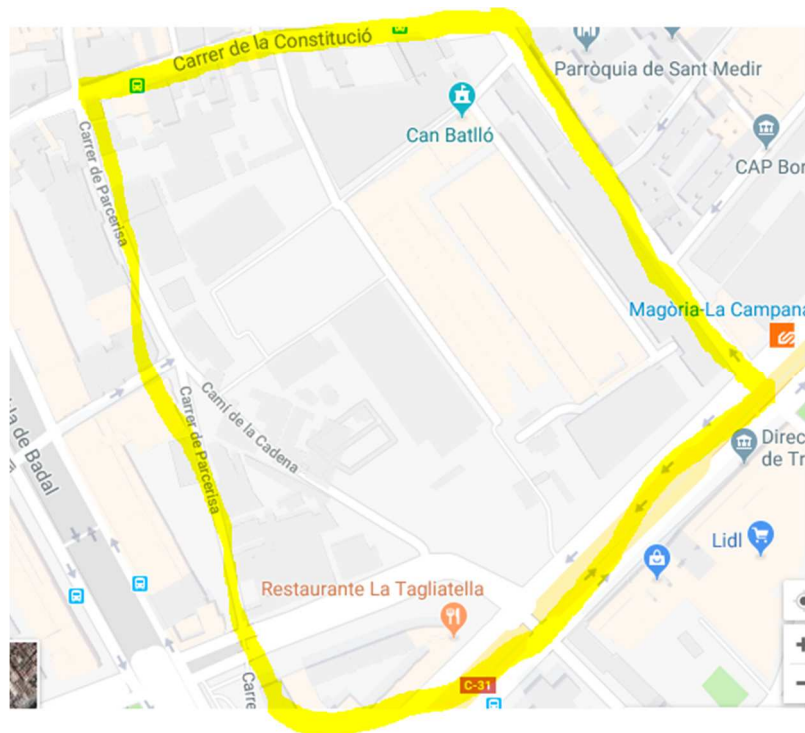 Carrer de la Constitució
Parròquia de Sant Medir
Can Batlló
Carrer de Parcerisa
CAP Bor
Magòria-La Campana
Carrer de Parcerisa
Camí de la Cadena
la de Badal
Direc
de Tr
Lidl
Restaurante La Tagliatella
Carre
C-31